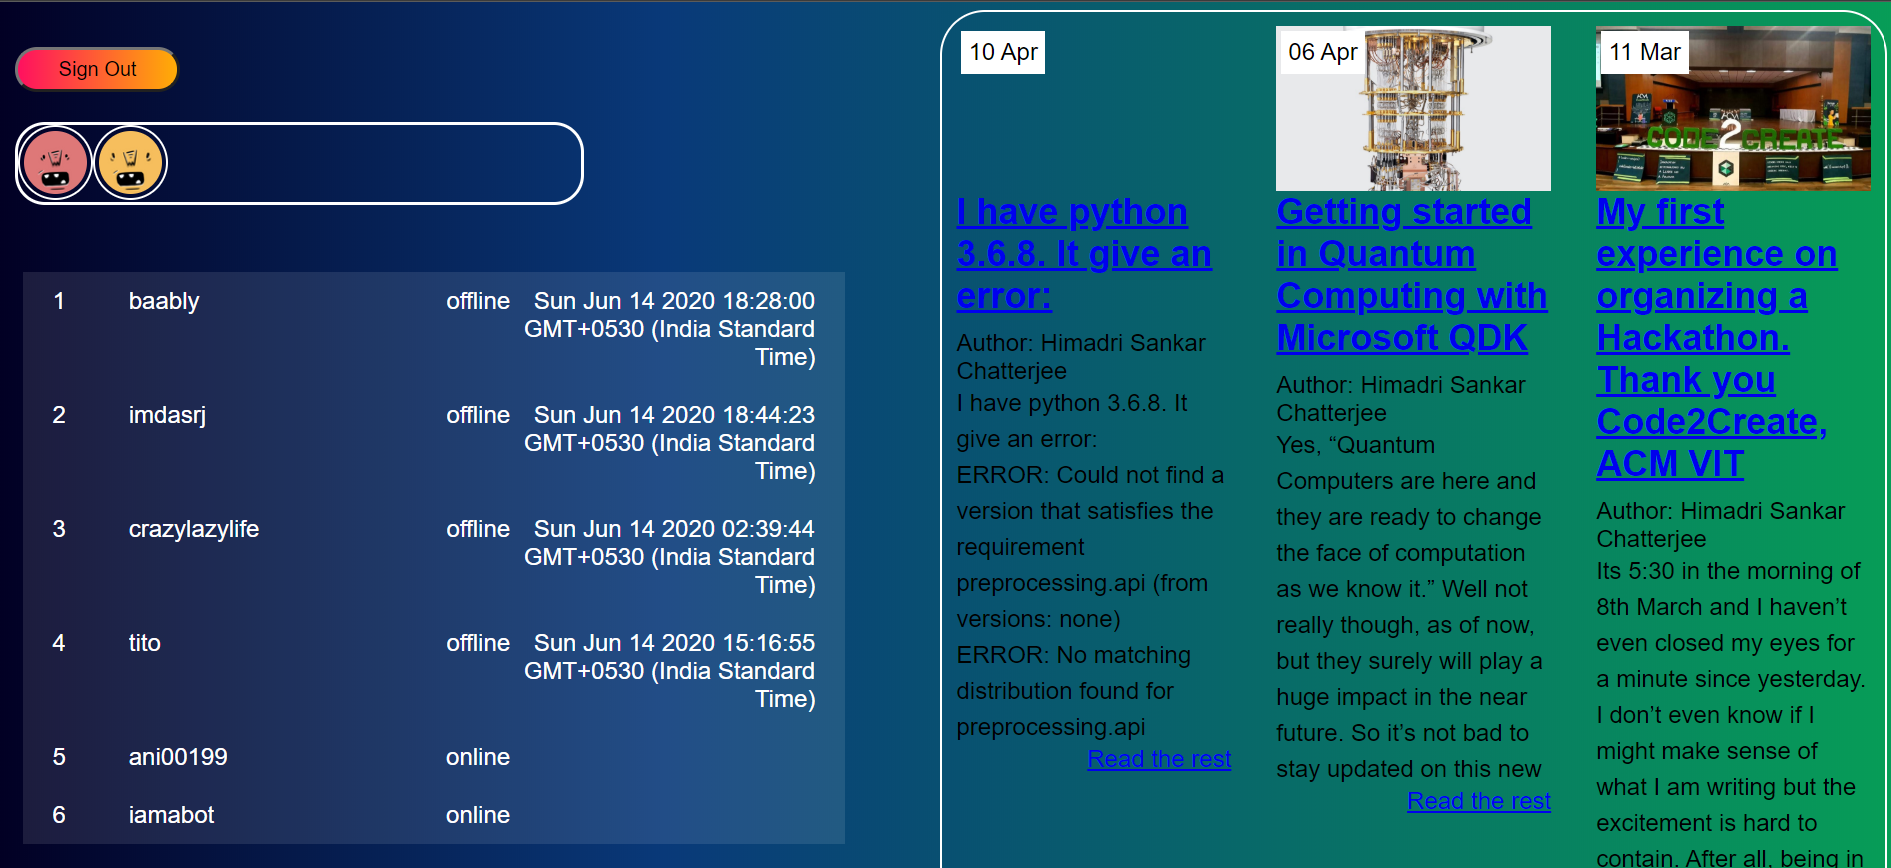 Sign Out
1 baably offline Sun Jun 14 2020 18:28:00
GMT+0530 (India Standard
Time)
2 imdasrj offline Sun Jun 14 2020 18:44:23
GMT+0530 (India Standard
Time)
3 crazylazylife offline Sun Jun 14 2020 02:39:44
GMT+0530 (India Standard
Time)
4 tito offline Sun Jun 14 2020 15:16:55
GMT+0530 (India Standard
Time)
5 ani00199 online
6 iamabot online
10 Apr
I have python
3.6.8. It give an
error:
Author: Himadri Sankar
Chatterjee
I have python 3.6.8. It
give an error:
ERROR: Could not find a
version that satisfies the
requirement
preprocessing.api (from
versions: none)
ERROR: No matching
distribution found for
preprocessing.api
Read the rest
06 Apr
Getting started
in Quantum
Computing with
Microsoft QDK
Author: Himadri Sankar
Chatterjee
Yes, “Quantum
Computers are here and
they are ready to change
the face of computation
as we know it.” Well not
really though, as of now,
but they surely will play a
huge impact in the near
future. So it’s not bad to
stay updated on this new
Read the rest
11 Mar
CODE2CREATE
My first
experience on
organizing a
Hackathon.
Thank you
Code2Create,
ACM VIT
Author: Himadri Sankar
Chatterjee
Its 5:30 in the morning of
8th March and I haven’t
even closed my eyes for
a minute since yesterday.
I don’t even know if I
might make sense of
what I am writing but the
excitement is hard to
contain. After all, being in